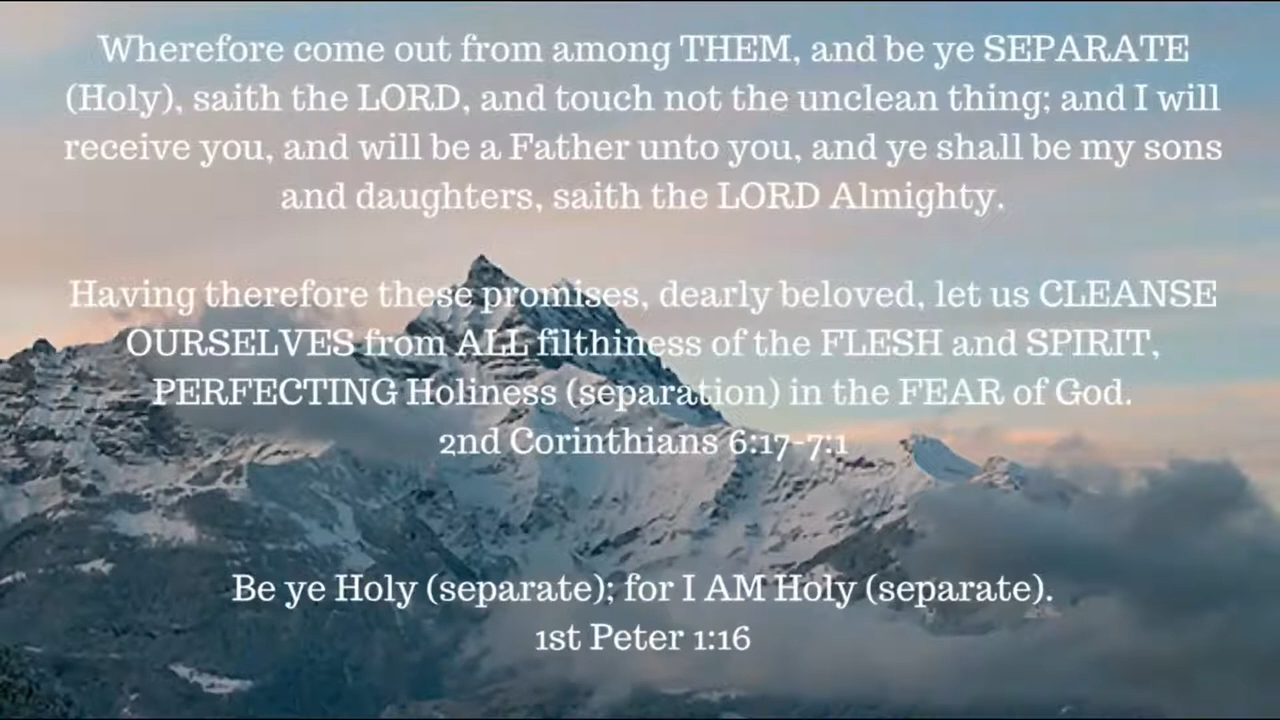 Wherefore come out from among THEM, and be ye SEPARATE
(Holy), saith the LORD, and touch not the unclean thing; and I will
receive you, and will be a Father unto you, and ye shall be my sons
and daughters, saith the LORD Almighty.
Having therefore these promises, dearly beloved, let us CLEANSE
OURSELVES from ALL filthiness of the FLESH and SPIRIT,
PERFECTING Holiness (separation) in the FEAR of God.
2nd Corinthians 6:17-7:1
Be ye Holy (separate); for I AM Holy (separate).
1st Peter 1:16